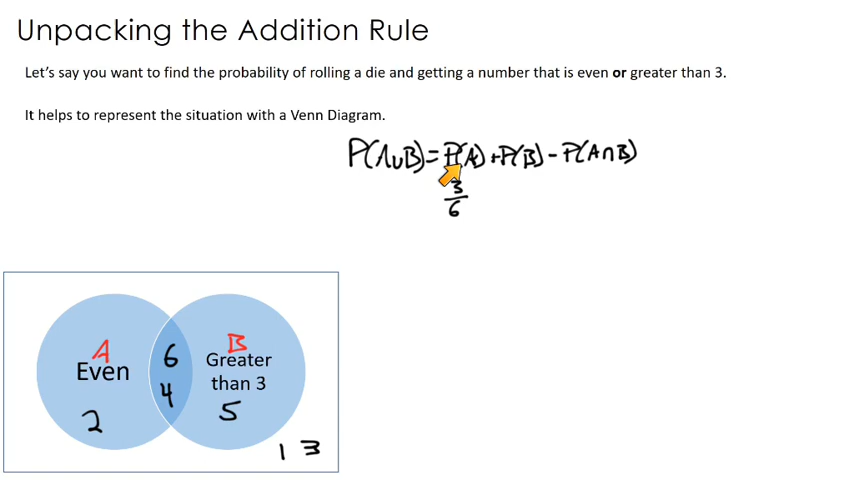 Unpacking the Addition Rule
Let's say you want to find the probability of rolling a die and getting a number that is even or greater than 3.
It helps to represent the situation with a Venn Diagram.
P(A∪B)=P(A)+P(B)-P(A∩B)
3
6
A
Even
2
6
4
B
Greater
than 3
5
1 3